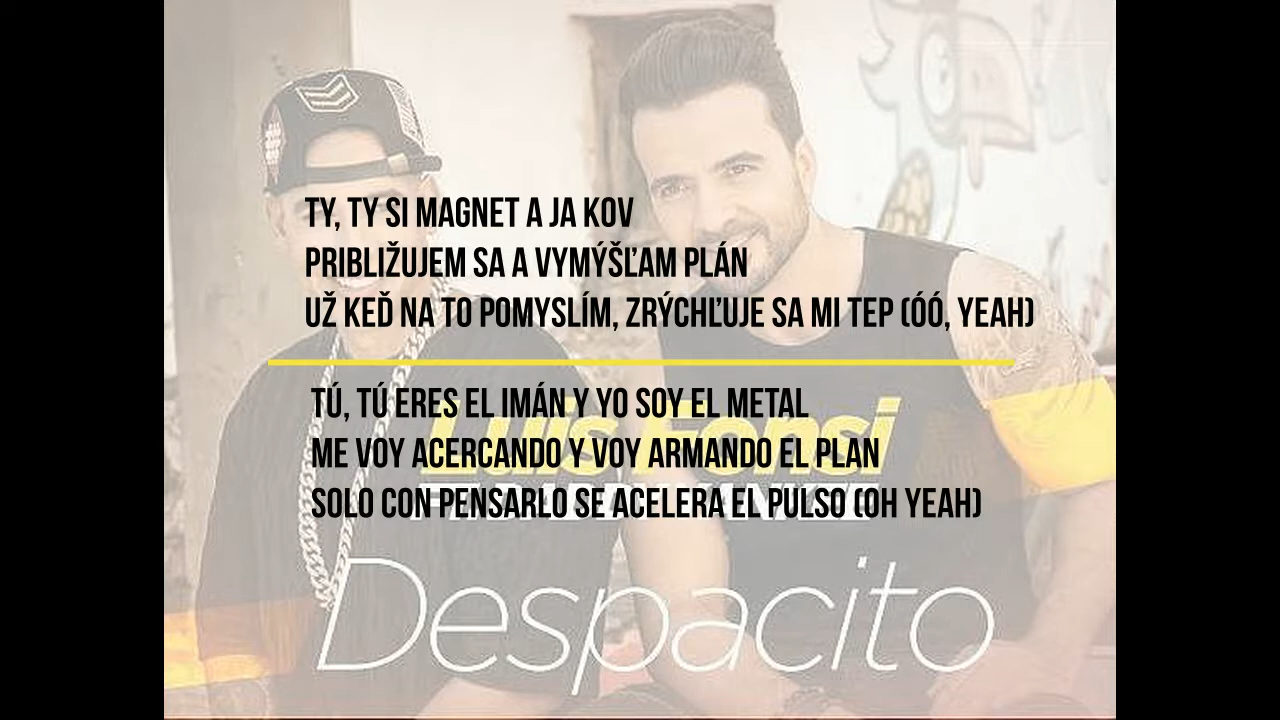 TY, TY SI MAGNET A JA KOV
PRIBLIŽUJEM SA A VYMÝŠĽAM PLÁN
UŽ KEĎ NA TO POMYSLÍM, ZRÝCHĽUJE SA MI TEP (ÓÓ, YEAH)
TÚ, TÚ ERES EL IMÁN Y YO SOY EL METAL
ME VOY ACERCANDO Y VOY ARMANDO EL PLAN
SOLO CON PENSARLO SE ACELERA EL PULSO (OH YEAH)
Luis Fonsi
Despacito